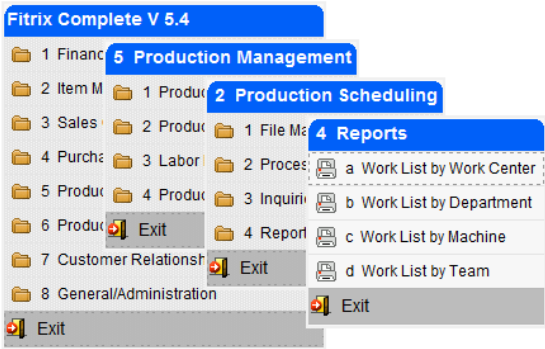 Fitrix Complete V 5.4
1 Financ
2 Item M
3 Sales
4 Purcha
5 Produc
6 Produc
7 Customer Relationsh
8 General/Administration
Exit
5 Production Management
1 Produc
2 Produc
3 Labor
4 Produc
Exit
2 Production Scheduling
1 File Ma
2 Proces
3 Inquiri
4 Report
Exit
4 Reports
a Work List by Work Center
b Work List by Department
c Work List by Machine
d Work List by Team
Exit